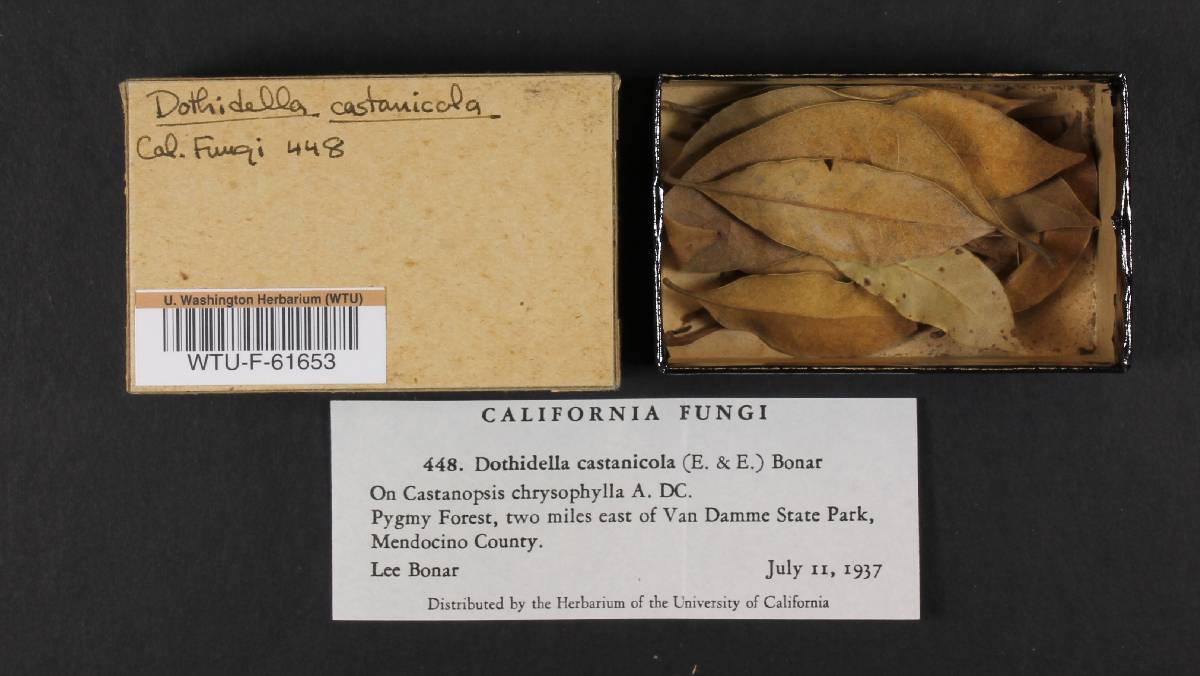 Dothidella castanicola
Cal. Fungi 448
U. Washington Herbarium (WTU)
WTU-F-61653
CALIFORNIA FUNGI
448. Dothidella castanicola (E. & E.) Bonar
On Castanopsis chrysophylla A. DC.
Pygmy Forest, two miles east of Van Damme State Park,
Mendocino County.
Lee Bonar July 11, 1937
Distributed by the Herbarium of the University of California